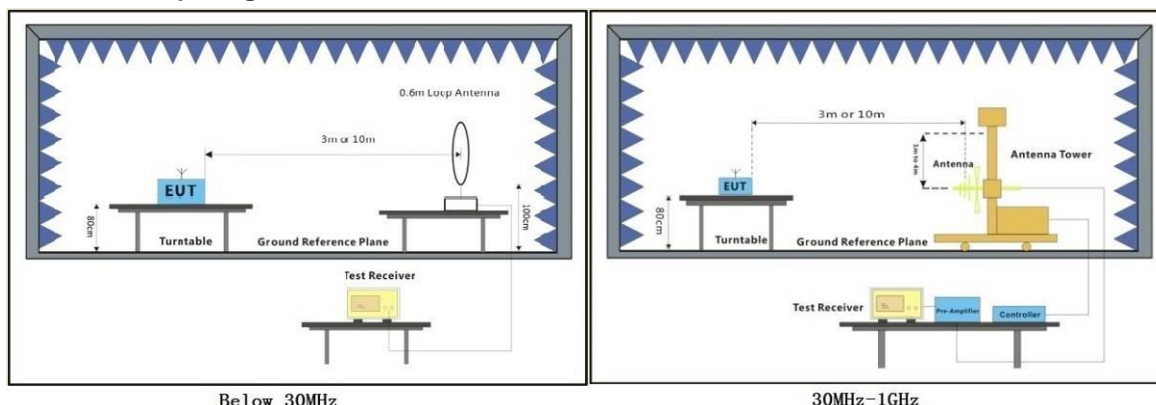 0.6m Loop Antenna
3m or 10m
EUT
80cm
100cm
Turntable
Ground Reference Plane
Test Receiver
Below 30MHz
3m or 10m
1m to 4m
Antenna
Antenna Tower
EUT
80cm
Turntable
Ground Reference Plane
Test Receiver
Pre-Amplifier
Controller
30MHz-1GHz